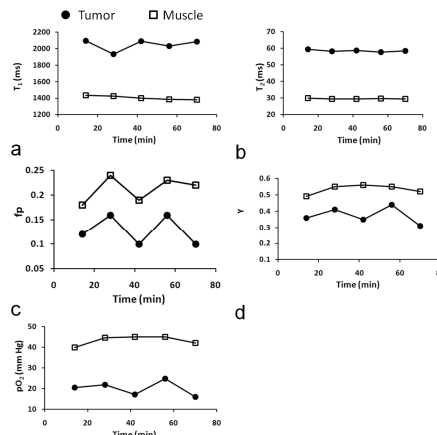 Tumor Muscle
2200
2000
1800
1600
1400
1200
T₁ (ms)
0 20 40 60 80
Time (min)
80
70
60
50
40
30
20
10
0
T₂ (ms)
0 20 40 60 80
Time (min)
a
b
0.25
0.2
0.15
0.1
0.05
fp
0 20 40 60 80
Time (min)
0.6
0.5
0.4
0.3
0.2
0.1
Y
0 20 40 60 80
Time (min)
c
d
50
40
30
20
10
pO₂ (mm Hg)
0 20 40 60 80
Time (min)